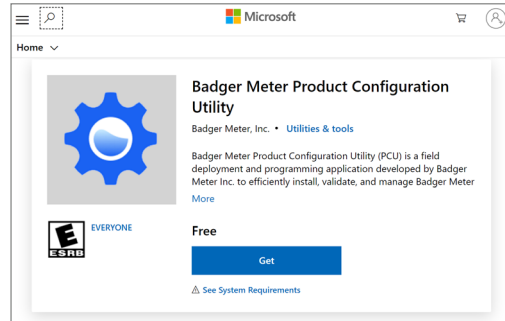 Microsoft
Home
Badger Meter Product Configuration
Utility
Badger Meter, Inc. • Utilities & tools
Badger Meter Product Configuration Utility (PCU) is a field
deployment and programming application developed by Badger
Meter Inc. to efficiently install, validate, and manage Badger Meter
More
E
ESRB
EVERYONE
Free
Get
See System Requirements